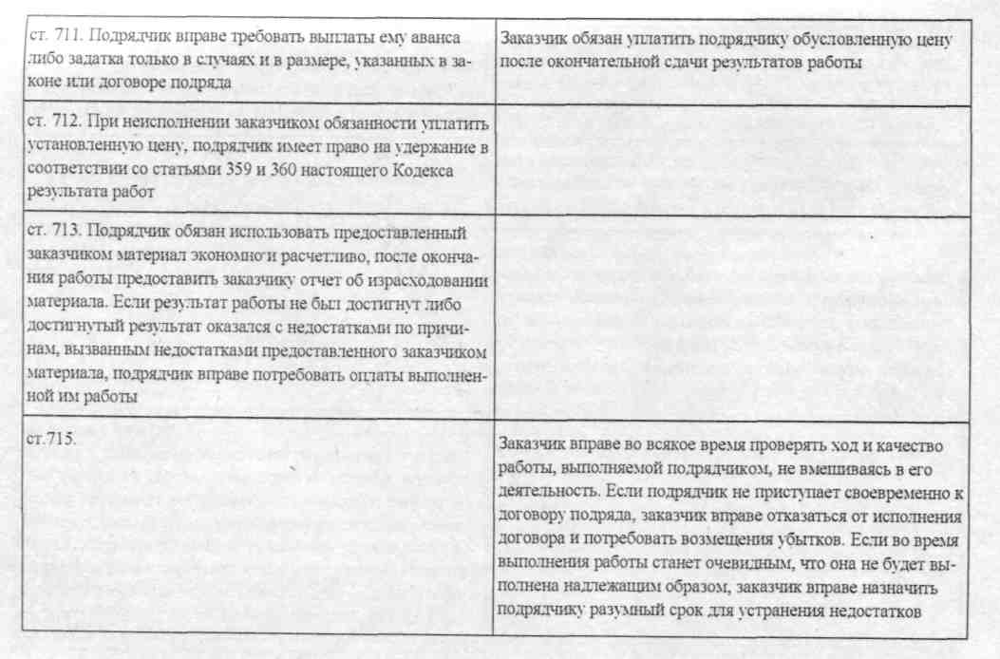 ст. 711. Подрядчик вправе требовать выплаты ему аванса
либо задатка только в случаях и в размере, указанных в за-
коне или договоре подряда
Заказчик обязан уплатить подрядчику обусловленную цену
после окончательной сдачи результатов работы
ст. 712. При неисполнении заказчиком обязанности уплатить
установленную цену, подрядчик имеет право на удержание в
соответствии со статьями 359 и 360 настоящего Кодекса
результата работ
ст. 713. Подрядчик обязан использовать предоставленный
заказчиком материал экономно и расчетливо, после оконча-
ния работы предоставить заказчику отчет об израсходовании
материала. Если результат работы не был достигнут либо
достигнутый результат оказался с недостатками по причи-
нам, вызванным недостатками предоставленного заказчиком
материала, подрядчик вправе потребовать оплаты выполнен-
ной им работы
ст.715.
Заказчик вправе во всякое время проверять ход и качество
работы, выполняемой подрядчиком, не вмешиваясь в его
деятельность. Если подрядчик не приступает своевременно к
договору подряда, заказчик вправе отказаться от исполнения
договора и потребовать возмещения убытков. Если во время
выполнения работы станет очевидным, что она не будет вы-
полнена надлежащим образом, заказчик вправе назначить
подрядчику разумный срок для устранения недостатков